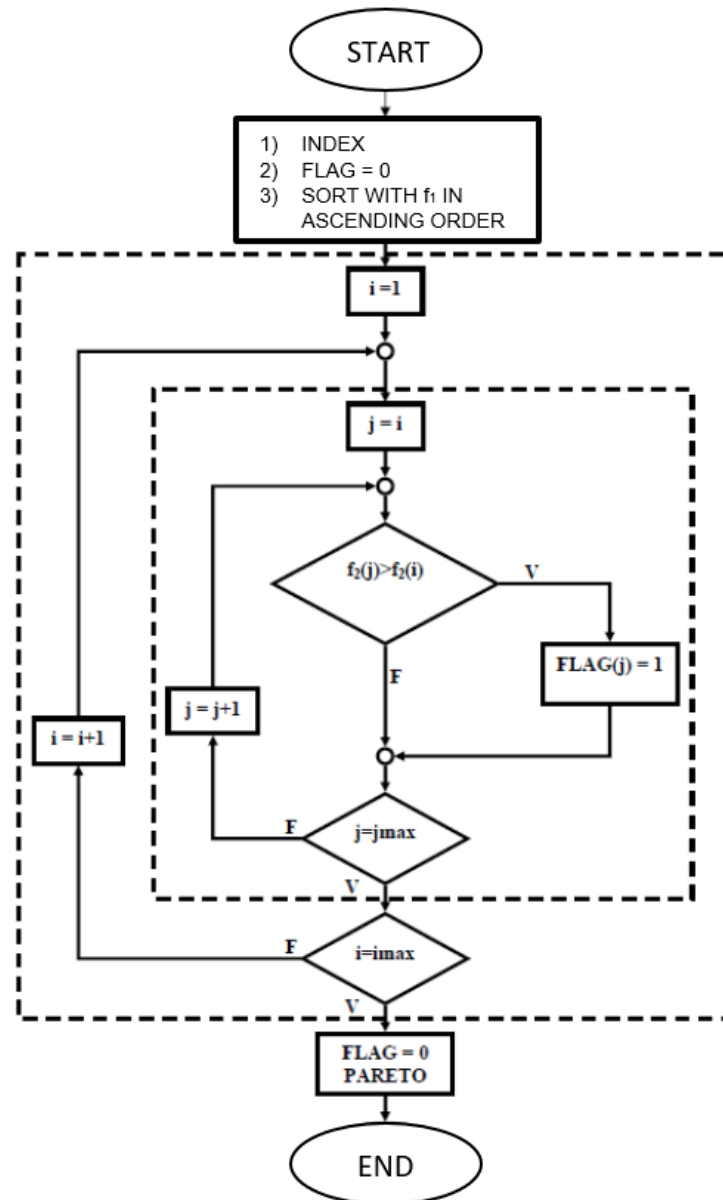 START
1) INDEX
2) FLAG = 0
3) SORT WITH f₁ IN
ASCENDING ORDER
i =1
j = i
f₂(j)>f₂(i)
V
FLAG(j) = 1
F
j = j+1
i = i+1
j=jmax
F
V
i=imax
F
V
FLAG = 0
PARETO
END